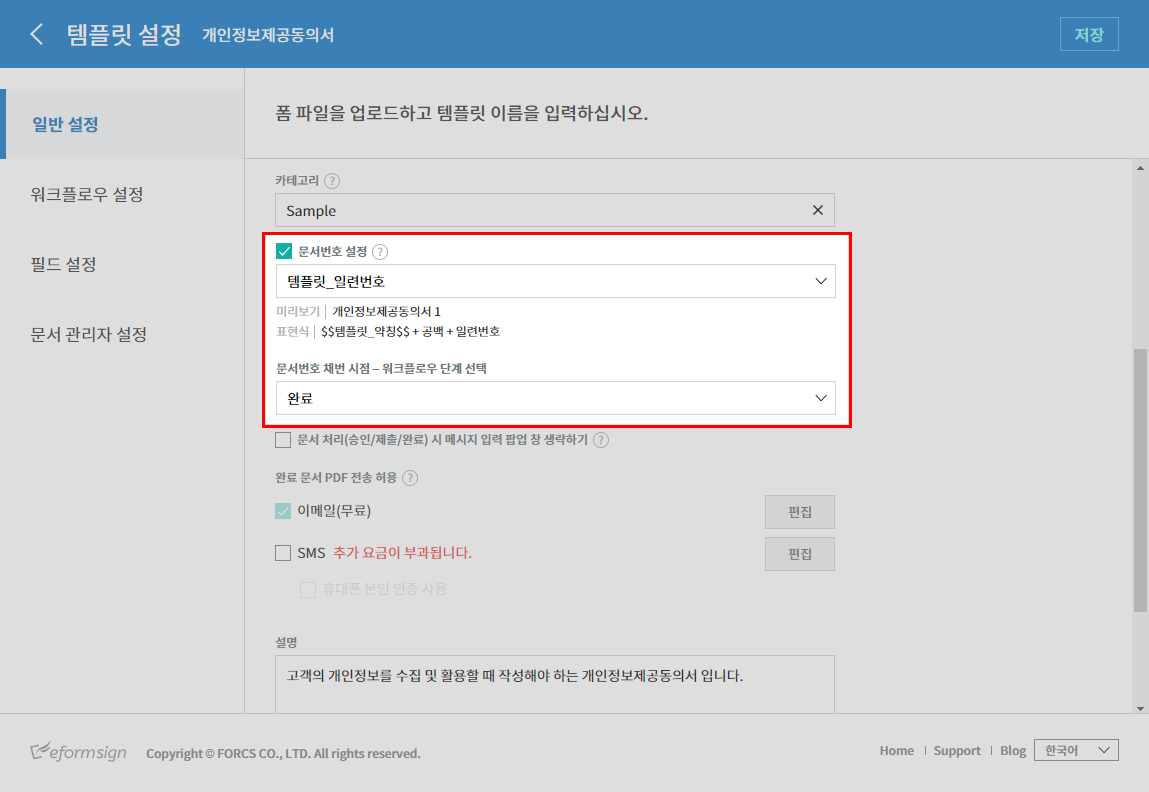 템플릿 설정 개인정보제공동의서 저장
일반 설정
워크플로우 설정
필드 설정
문서 관리자 설정
폼 파일을 업로드하고 템플릿 이름을 입력하십시오.
카테고리 ?
Sample
문서번호 설정 ?
템플릿_일련번호
미리보기 | 개인정보제공동의서 1
표현식 | $$템플릿_약칭$$ + 공백 + 일련번호
문서번호 채번 시점 – 워크플로우 단계 선택
완료
문서 처리(승인/제출/완료) 시 메시지 입력 팝업 창 생략하기 ?
완료 문서 PDF 전송 허용 ?
이메일(무료) 편집
SMS 추가 요금이 부과됩니다. 편집
휴대폰 본인 인증 사용
설명
고객의 개인정보를 수집 및 활용할 때 작성해야 하는 개인정보제공동의서 입니다.
eformsign Copyright © FORCS CO., LTD. All rights reserved. Home | Support | Blog 한국어